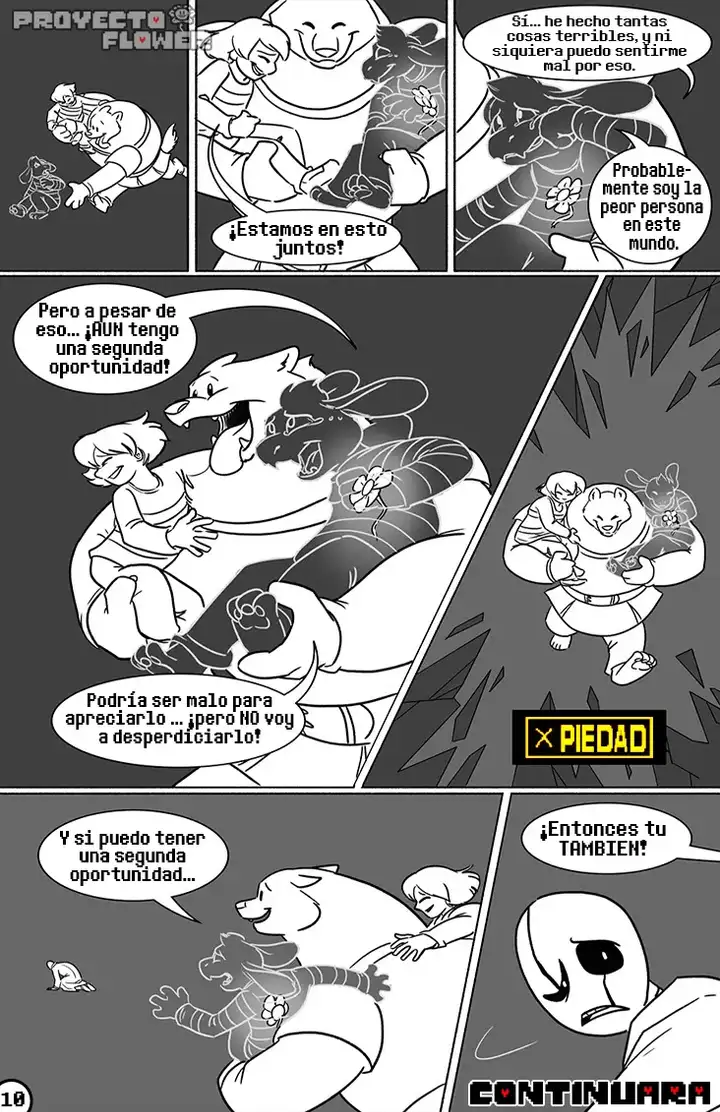 PROYECTO
FLOWER
¡Estamos en esto
juntos!
Sí... he hecho tantas
cosas terribles, y ni
siquiera puedo sentirme
mal por eso.
Probable-
mente soy la
peor persona
en este
mundo.
Pero a pesar de
eso... ¡AUN tengo
una segunda
oportunidad!
Podría ser malo para
apreciarlo ... ¡pero NO voy
a desperdiciarlo!
PIEDAD
Y si puedo tener
una segunda
oportunidad...
¡Entonces tu
TAMBIEN!
10
CONTINUARA